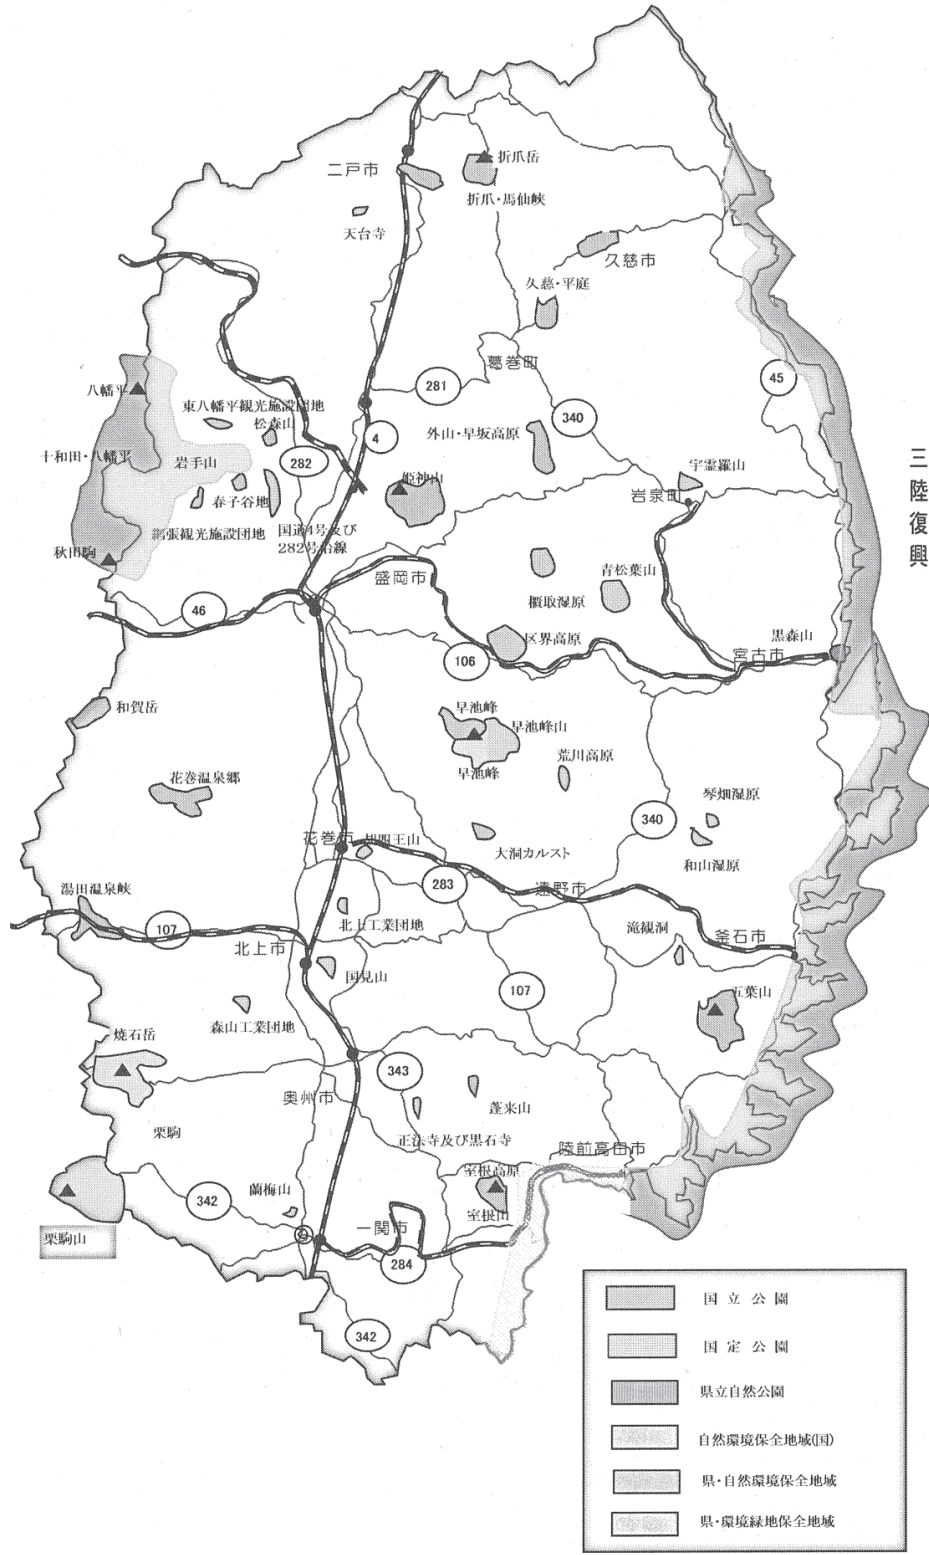 折爪岳
二戸市
折爪・馬仙峡
天台寺
久慈市
久慈・平庭
葛巻町
45
281
八幡平
340
東八幡平観光施設団地
松森山
4
外山・早坂高原
十和田・八幡平
岩手山
282
宇霊羅山
三陸復興
姫神山
岩泉町
春子谷地
網張観光施設団地
国道4号及び
282号沿線
秋田駒
盛岡市
青松葉山
櫃取湿原
46
区界高原
黒森山
宮古市
106
和賀岳
早池峰
早池峰山
荒川高原
早池峰
花巻温泉郷
琴畑湿原
340
花巻市
大洞カルスト
和山湿原
283
遠野市
湯田温泉峡
北上工業団地
107
滝観洞
釜石市
北上市
国見山
107
五葉山
森山工業団地
焼石岳
343
奥州市
蓬来山
栗駒
正法寺及び黒石寺
陸前高田市
室根高原
342
蘭梅山
室根山
一関市
栗駒山
284
342
国立公園
国定公園
県立自然公園
自然環境保全地域(国)
県・自然環境保全地域
県・環境緑地保全地域